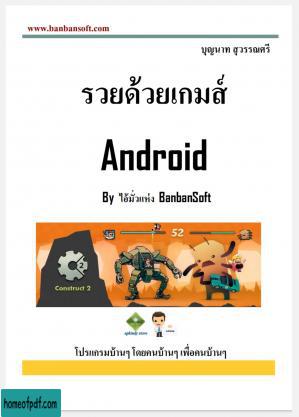 www.banbansoft.com
บุญนาท สุวรรณศรี
รวยด้วยเกมส์
Android
By ไอ้มั่วแห่ง BanbanSoft
52
2
Construct 2
โปรแกรมบ้านๆ โดยคนบ้านๆ เพื่อคนบ้านๆ
homeofpdf.com